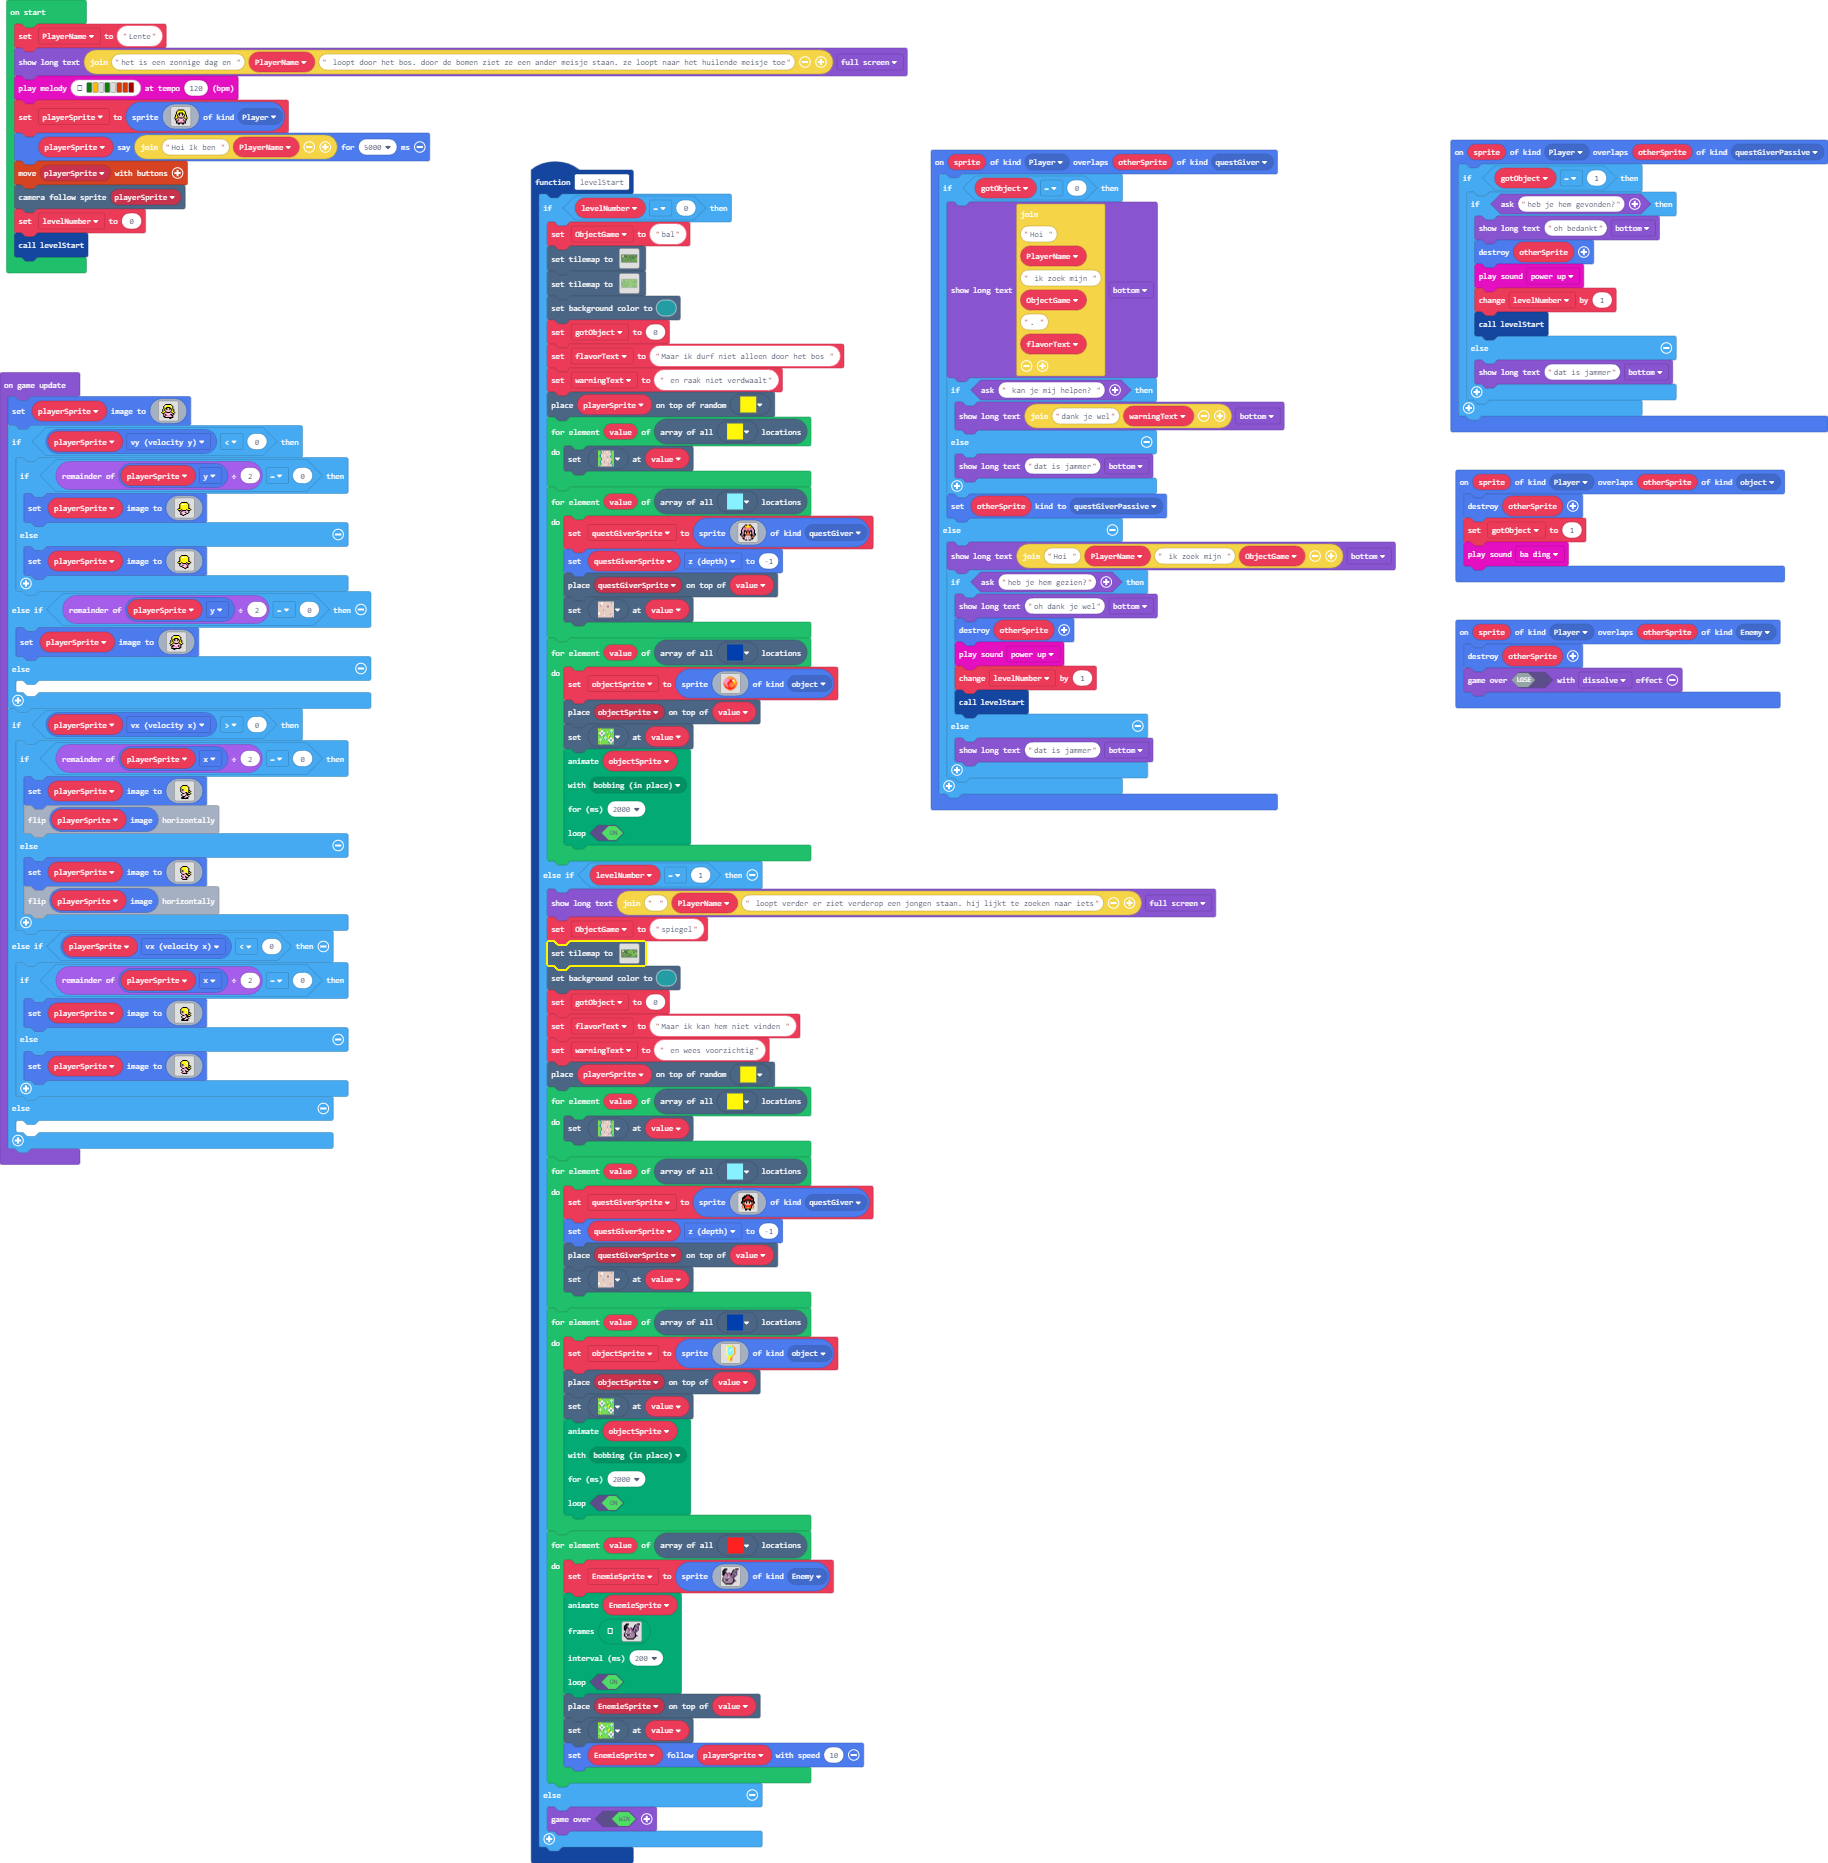 on start
set PlayerName to "Lente"
show long text join "het is een zonnige dag en " PlayerName " loopt door het bos. door de bomen ziet ze een ander meisje staan. ze loopt naar het huilende meisje toe" full screen
play melody at tempo 120 (bpm)
set playerSprite to sprite of kind Player
playerSprite say join "Hoi Ik ben " PlayerName for 5000 ms
move playerSprite with buttons
camera follow sprite playerSprite
set levelNumber to 0
call levelStart
on game update
set playerSprite image to
if playerSprite vy (velocity y) < 0 then
if remainder of playerSprite y ÷ 2 = 0 then
set playerSprite image to
else
set playerSprite image to
else if remainder of playerSprite y ÷ 2 = 0 then
set playerSprite image to
else
if playerSprite vx (velocity x) > 0 then
if remainder of playerSprite x ÷ 2 = 0 then
set playerSprite image to
flip playerSprite image horizontally
else
set playerSprite image to
flip playerSprite image horizontally
else if playerSprite vx (velocity x) < 0 then
if remainder of playerSprite x ÷ 2 = 0 then
set playerSprite image to
else
set playerSprite image to
else
function levelStart
if levelNumber = 0 then
set ObjectGame to "bal"
set tilemap to
set tilemap to
set background color to
set gotObject to 0
set flavorText to "Maar ik durf niet alleen door het bos "
set warningText to " en raak niet verdwaalt"
place playerSprite on top of random
for element value of array of all locations
do set at value
for element value of array of all locations
do set questGiverSprite to sprite of kind questGiver
set questGiverSprite z (depth) to -1
place questGiverSprite on top of value
set at value
for element value of array of all locations
do set objectSprite to sprite of kind object
place objectSprite on top of value
set at value
animate objectSprite
with bobbing (in place)
for (ms) 2000
loop ON
else if levelNumber = 1 then
show long text join " " PlayerName " loopt verder er ziet verderop een jongen staan. hij lijkt te zoeken naar iets" full screen
set ObjectGame to "spiegel"
set tilemap to
set background color to
set gotObject to 0
set flavorText to "Maar ik kan hem niet vinden "
set warningText to " en wees voorzichtig"
place playerSprite on top of random
for element value of array of all locations
do set at value
for element value of array of all locations
do set questGiverSprite to sprite of kind questGiver
set questGiverSprite z (depth) to -1
place questGiverSprite on top of value
set at value
for element value of array of all locations
do set objectSprite to sprite of kind object
place objectSprite on top of value
set at value
animate objectSprite
with bobbing (in place)
for (ms) 2000
loop ON
for element value of array of all locations
do set EnemieSprite to sprite of kind Enemy
animate EnemieSprite
frames
interval (ms) 200
loop ON
place EnemieSprite on top of value
set at value
set EnemieSprite follow playerSprite with speed 10
else
game over WIN
on sprite of kind Player overlaps otherSprite of kind questGiver
if gotObject = 0 then
show long text join "Hoi " PlayerName " ik zoek mijn " ObjectGame ". " flavorText bottom
if ask " kan je mij helpen? " then
show long text join "dank je wel" warningText bottom
else
show long text "dat is jammer" bottom
set otherSprite kind to questGiverPassive
else
show long text join "Hoi " PlayerName " ik zoek mijn " ObjectGame bottom
if ask "heb je hem gezien?" then
show long text "oh dank je wel" bottom
destroy otherSprite
play sound power up
change levelNumber by 1
call levelStart
else
show long text "dat is jammer" bottom
on sprite of kind Player overlaps otherSprite of kind questGiverPassive
if gotObject = 1 then
if ask "heb je hem gevonden?" then
show long text "oh bedankt" bottom
destroy otherSprite
play sound power up
change levelNumber by 1
call levelStart
else
show long text "dat is jammer" bottom
on sprite of kind Player overlaps otherSprite of kind object
destroy otherSprite
set gotObject to 1
play sound ba ding
on sprite of kind Player overlaps otherSprite of kind Enemy
destroy otherSprite
game over LOSE with dissolve effect